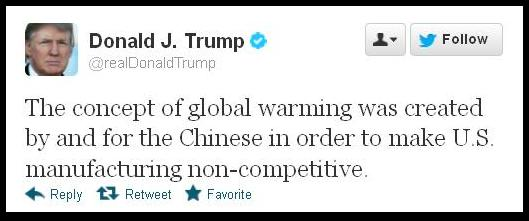 Donald J. Trump
Follow
@realDonaldTrump
The concept of global warming was created
by and for the Chinese in order to make U.S.
manufacturing non-competitive.
Reply Retweet Favorite